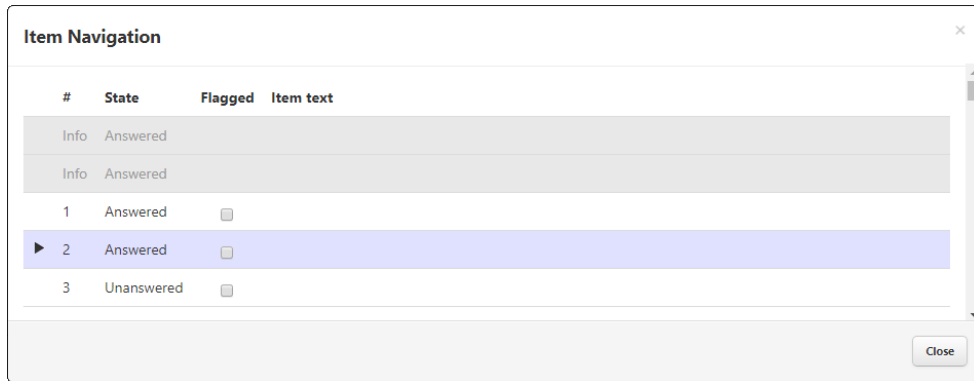 Item Navigation
# State Flagged Item text
Info Answered
Info Answered
1 Answered
2 Answered
3 Unanswered
Close